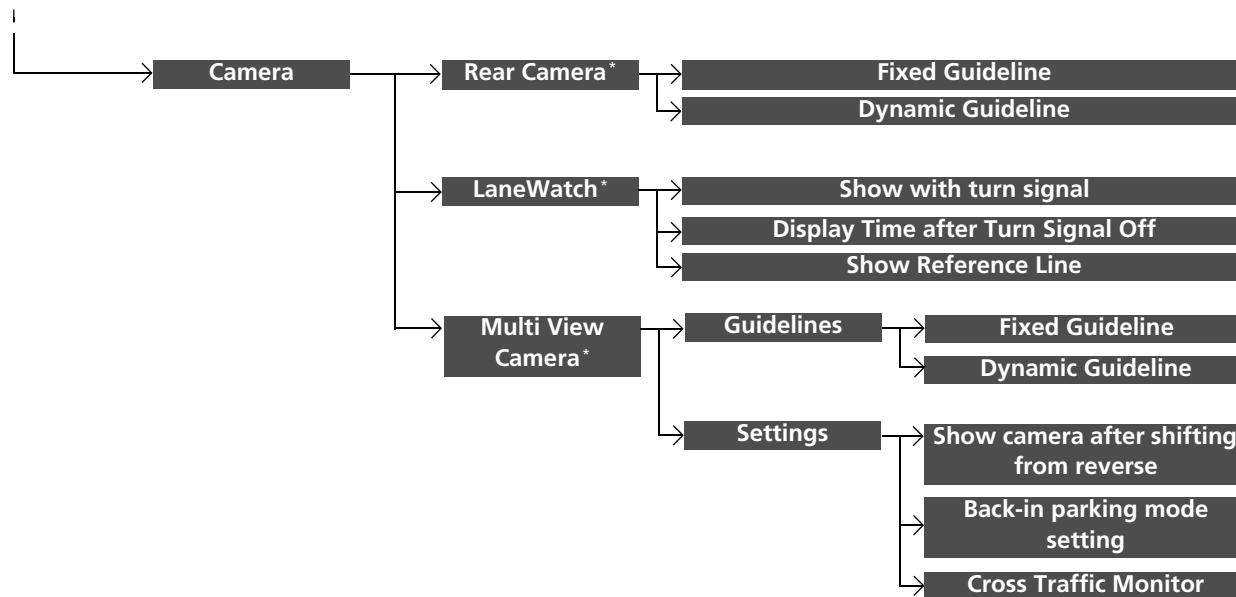 Camera
Rear Camera*
Fixed Guideline
Dynamic Guideline
LaneWatch*
Show with turn signal
Display Time after Turn Signal Off
Show Reference Line
Multi View
Camera*
Guidelines
Fixed Guideline
Dynamic Guideline
Settings
Show camera after shifting
from reverse
Back-in parking mode
setting
Cross Traffic Monitor